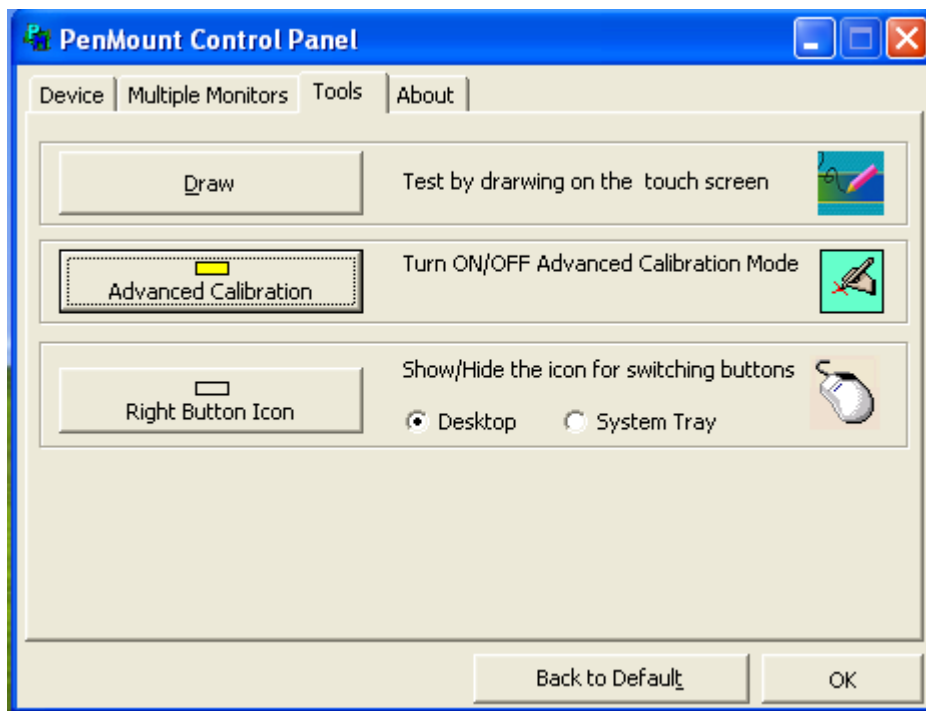 PenMount Control Panel
Device Multiple Monitors Tools About
Draw Test by drarwing on the touch screen
Advanced Calibration Turn ON/OFF Advanced Calibration Mode
Right Button Icon Show/Hide the icon for switching buttons
Desktop System Tray
Back to Default OK